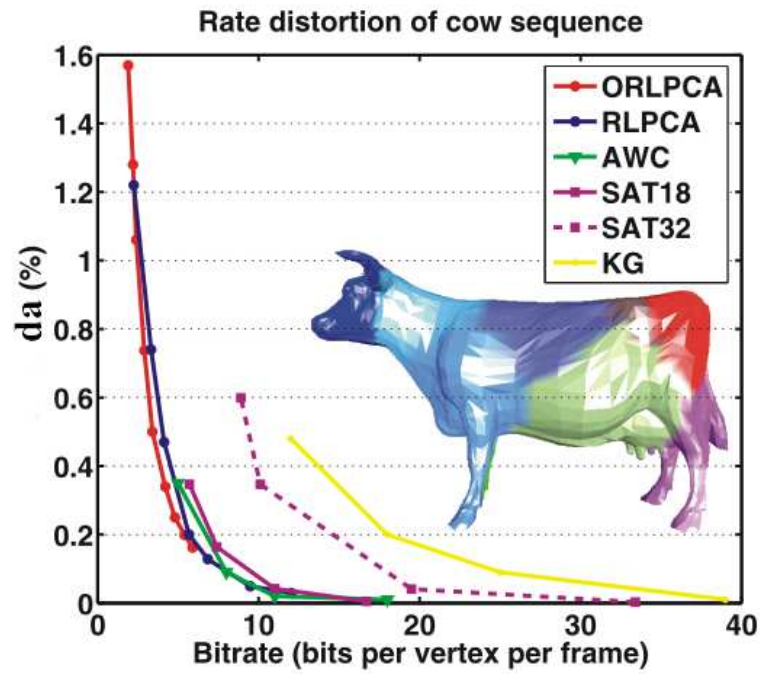 Rate distortion of cow sequence
1.6
1.4
1.2
1
0.8
0.6
0.4
0.2
0
da (%)
ORLPCA
RLPCA
AWC
SAT18
SAT32
KG
0 10 20 30 40
Bitrate (bits per vertex per frame)